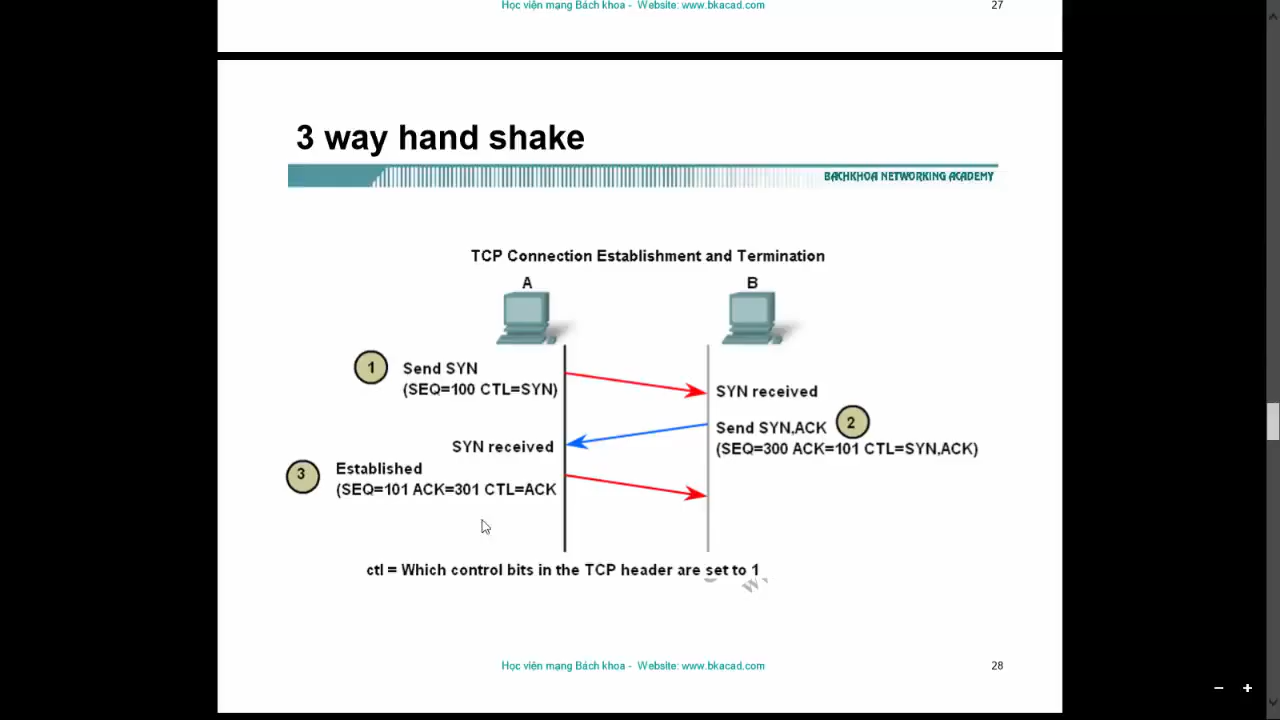 Học viện mạng Bách khoa - Website: www.bkacad.com 27
3 way hand shake
BACHKHOA NETWORKING ACADEMY
TCP Connection Establishment and Termination
A B
1 Send SYN
(SEQ=100 CTL=SYN)
SYN received
Send SYN,ACK 2
(SEQ=300 ACK=101 CTL=SYN,ACK)
SYN received
3 Established
(SEQ=101 ACK=301 CTL=ACK
ctl = Which control bits in the TCP header are set to 1
Học viện mạng Bách khoa - Website: www.bkacad.com 28